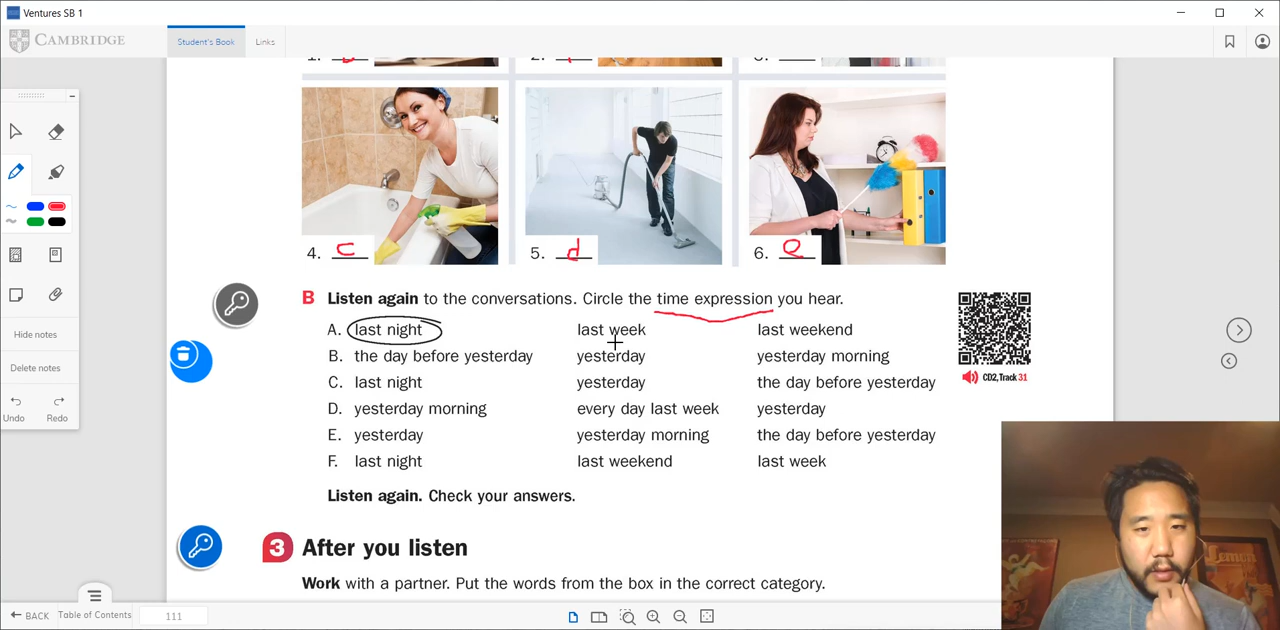 Ventures SB 1
CAMBRIDGE
Student's Book
Links
4. c
5. d
6. e
B Listen again to the conversations. Circle the time expression you hear.
A. last night last week last weekend
B. the day before yesterday yesterday yesterday morning
C. last night yesterday the day before yesterday
D. yesterday morning every day last week yesterday
E. yesterday yesterday morning the day before yesterday
F. last night last weekend last week
CD2, Track 31
Listen again. Check your answers.
3 After you listen
Work with a partner. Put the words from the box in the correct category.
Hide notes
Delete notes
Undo Redo
BACK Table of Contents 111